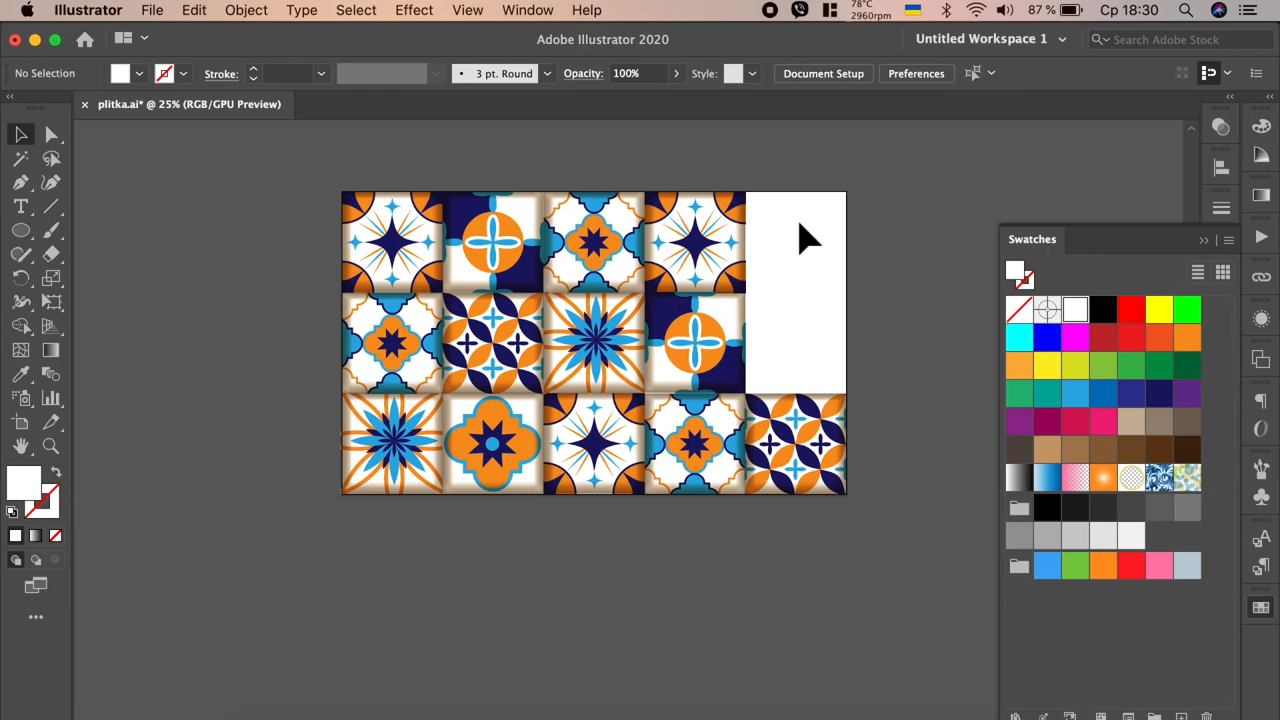 Illustrator File Edit Object Type Select Effect View Window Help 78°C 2960rpm 87 % Ср 18:30
Adobe Illustrator 2020 Untitled Workspace 1 Search Adobe Stock
No Selection Stroke: 3 pt. Round Opacity: 100% Style: Document Setup Preferences
plitka.ai* @ 25% (RGB/GPU Preview)
Swatches